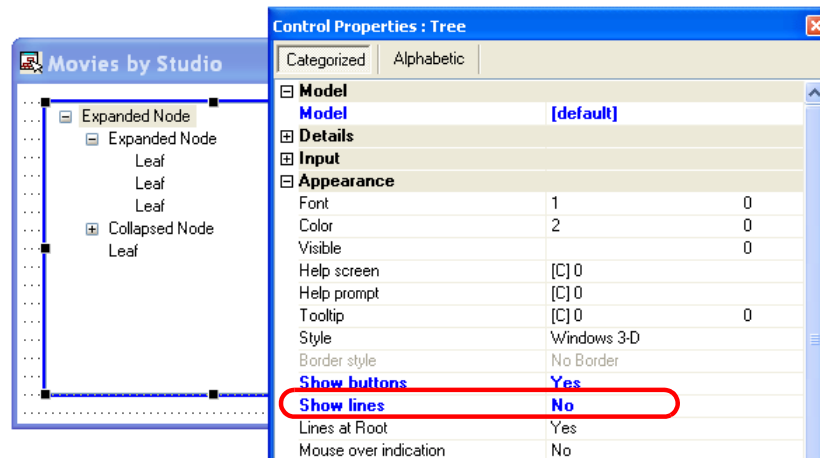 Movies by Studio
Expanded Node
Expanded Node
Leaf
Leaf
Leaf
Collapsed Node
Leaf
Control Properties : Tree
Categorized Alphabetic
Model
Model [default]
Details
Input
Appearance
Font 1 0
Color 2 0
Visible 0
Help screen [C] 0
Help prompt [C] 0
Tooltip [C] 0 0
Style Windows 3-D
Border style No Border
Show buttons Yes
Show lines No
Lines at Root Yes
Mouse over indication No